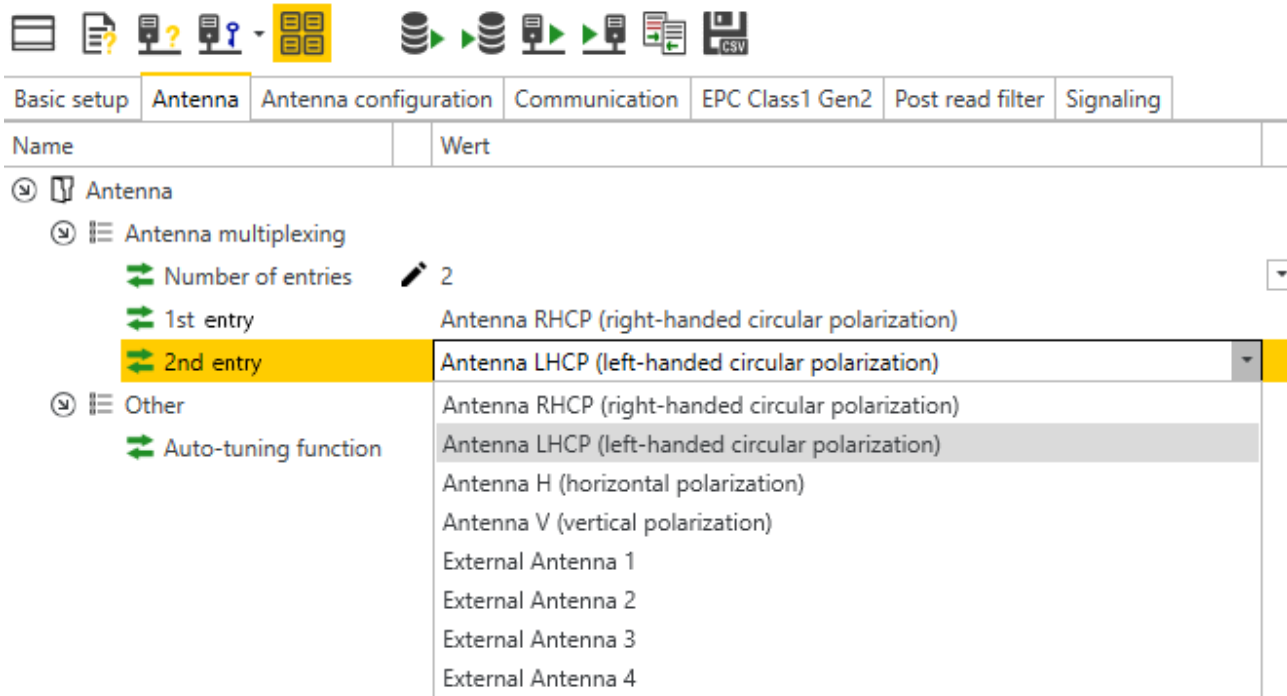 ? ? CSV
Basic setup Antenna Antenna configuration Communication EPC Class1 Gen2 Post read filter Signaling
Name Wert
Antenna
Antenna multiplexing
Number of entries 2
1st entry Antenna RHCP (right-handed circular polarization)
2nd entry Antenna LHCP (left-handed circular polarization)
Other Antenna RHCP (right-handed circular polarization)
Auto-tuning function Antenna LHCP (left-handed circular polarization)
Antenna H (horizontal polarization)
Antenna V (vertical polarization)
External Antenna 1
External Antenna 2
External Antenna 3
External Antenna 4